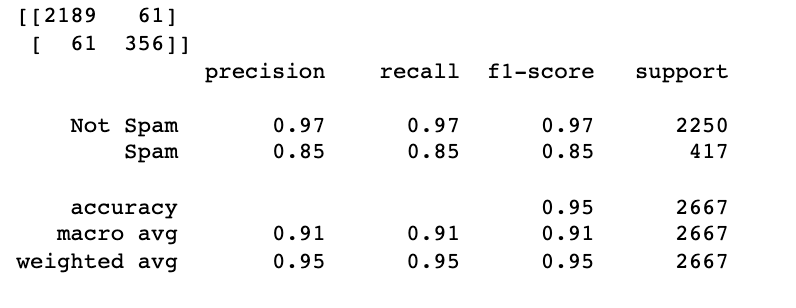 [[2189   61]
 [  61  356]]
              precision    recall  f1-score   support

    Not Spam       0.97      0.97      0.97      2250
        Spam       0.85      0.85      0.85       417

    accuracy                           0.95      2667
   macro avg       0.91      0.91      0.91      2667
weighted avg       0.95      0.95      0.95      2667